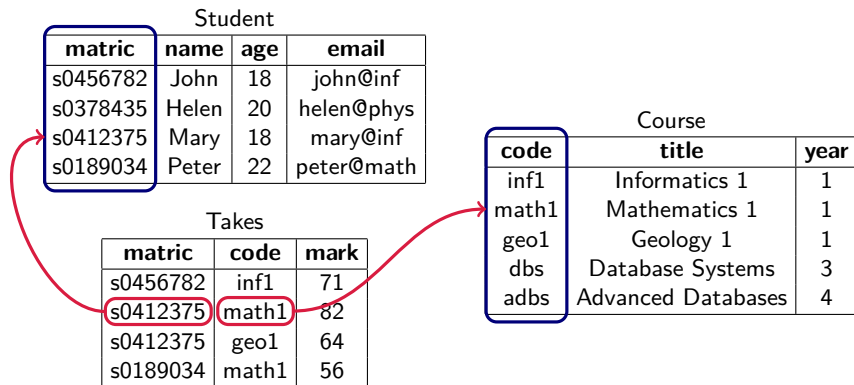 Student
matric name age email
s0456782 John 18 john@inf
s0378435 Helen 20 helen@phys
s0412375 Mary 18 mary@inf
s0189034 Peter 22 peter@math
Takes
matric code mark
s0456782 inf1 71
s0412375 math1 82
s0412375 geo1 64
s0189034 math1 56
Course
code title year
inf1 Informatics 1 1
math1 Mathematics 1 1
geo1 Geology 1 1
dbs Database Systems 3
adbs Advanced Databases 4